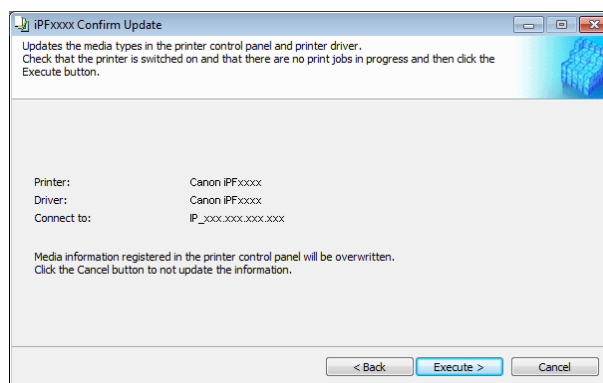 iPFxxxx Confirm Update
Updates the media types in the printer control panel and printer driver.
Check that the printer is switched on and that there are no print jobs in progress and then click the
Execute button.
Printer: Canon iPFxxxx
Driver: Canon iPFxxxx
Connect to: IP_xxx.xxx.xxx.xxx
Media information registered in the printer control panel will be overwritten.
Click the Cancel button to not update the information.
< Back Execute > Cancel